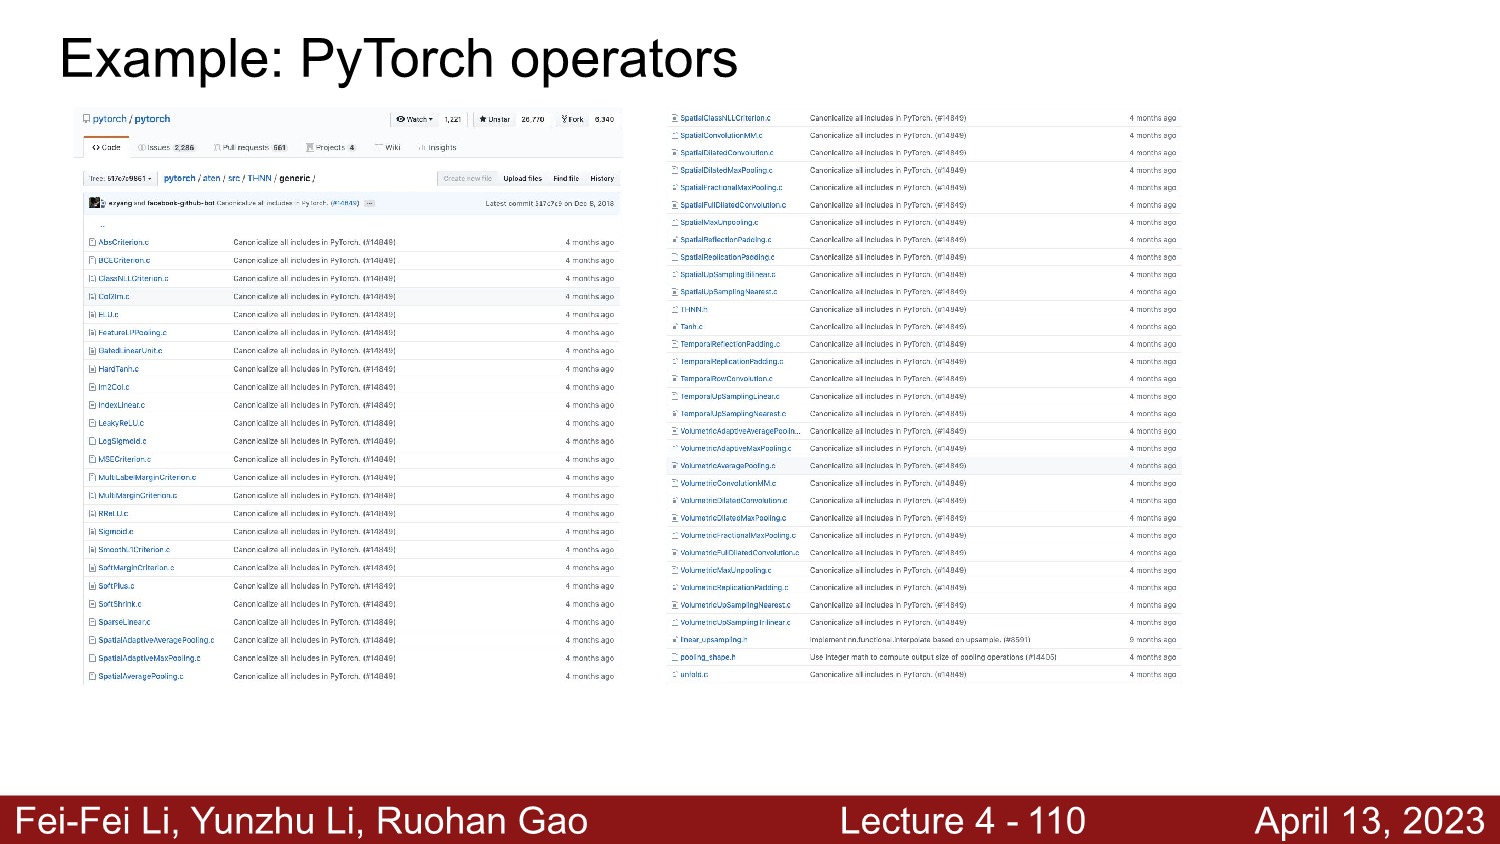 Example: PyTorch operators
pytorch / pytorch
Watch 1,221 Unstar 26,770 Fork 6,340
Code Issues 2,286 Pull requests 561 Projects 4 Wiki Insights
Tree: 517c7c9861 pytorch / aten / src / THNN / generic / Create new file Upload files Find file History
ezyang and facebook-github-bot Canonicalize all includes in PyTorch. (#14849) ... Latest commit 517c7c9 on Dec 8, 2018
..
AbsCriterion.c Canonicalize all includes in PyTorch. (#14849) 4 months ago
BCECriterion.c Canonicalize all includes in PyTorch. (#14849) 4 months ago
ClassNLLCriterion.c Canonicalize all includes in PyTorch. (#14849) 4 months ago
Col2Im.c Canonicalize all includes in PyTorch. (#14849) 4 months ago
ELU.c Canonicalize all includes in PyTorch. (#14849) 4 months ago
FeatureLPPooling.c Canonicalize all includes in PyTorch. (#14849) 4 months ago
GatedLinearUnit.c Canonicalize all includes in PyTorch. (#14849) 4 months ago
HardTanh.c Canonicalize all includes in PyTorch. (#14849) 4 months ago
Im2Col.c Canonicalize all includes in PyTorch. (#14849) 4 months ago
IndexLinear.c Canonicalize all includes in PyTorch. (#14849) 4 months ago
LeakyReLU.c Canonicalize all includes in PyTorch. (#14849) 4 months ago
LogSigmoid.c Canonicalize all includes in PyTorch. (#14849) 4 months ago
MSECriterion.c Canonicalize all includes in PyTorch. (#14849) 4 months ago
MultiLabelMarginCriterion.c Canonicalize all includes in PyTorch. (#14849) 4 months ago
MultiMarginCriterion.c Canonicalize all includes in PyTorch. (#14849) 4 months ago
RReLU.c Canonicalize all includes in PyTorch. (#14849) 4 months ago
Sigmoid.c Canonicalize all includes in PyTorch. (#14849) 4 months ago
SmoothL1Criterion.c Canonicalize all includes in PyTorch. (#14849) 4 months ago
SoftMarginCriterion.c Canonicalize all includes in PyTorch. (#14849) 4 months ago
SoftPlus.c Canonicalize all includes in PyTorch. (#14849) 4 months ago
SoftShrink.c Canonicalize all includes in PyTorch. (#14849) 4 months ago
SparseLinear.c Canonicalize all includes in PyTorch. (#14849) 4 months ago
SpatialAdaptiveAveragePooling.c Canonicalize all includes in PyTorch. (#14849) 4 months ago
SpatialAdaptiveMaxPooling.c Canonicalize all includes in PyTorch. (#14849) 4 months ago
SpatialAveragePooling.c Canonicalize all includes in PyTorch. (#14849) 4 months ago
SpatialClassNLLCriterion.c Canonicalize all includes in PyTorch. (#14849) 4 months ago
SpatialConvolutionMM.c Canonicalize all includes in PyTorch. (#14849) 4 months ago
SpatialDilatedConvolution.c Canonicalize all includes in PyTorch. (#14849) 4 months ago
SpatialDilatedMaxPooling.c Canonicalize all includes in PyTorch. (#14849) 4 months ago
SpatialFractionalMaxPooling.c Canonicalize all includes in PyTorch. (#14849) 4 months ago
SpatialFullDilatedConvolution.c Canonicalize all includes in PyTorch. (#14849) 4 months ago
SpatialMaxUnpooling.c Canonicalize all includes in PyTorch. (#14849) 4 months ago
SpatialReflectionPadding.c Canonicalize all includes in PyTorch. (#14849) 4 months ago
SpatialReplicationPadding.c Canonicalize all includes in PyTorch. (#14849) 4 months ago
SpatialUpSamplingBilinear.c Canonicalize all includes in PyTorch. (#14849) 4 months ago
SpatialUpSamplingNearest.c Canonicalize all includes in PyTorch. (#14849) 4 months ago
THNN.h Canonicalize all includes in PyTorch. (#14849) 4 months ago
Tanh.c Canonicalize all includes in PyTorch. (#14849) 4 months ago
TemporalReflectionPadding.c Canonicalize all includes in PyTorch. (#14849) 4 months ago
TemporalReplicationPadding.c Canonicalize all includes in PyTorch. (#14849) 4 months ago
TemporalRowConvolution.c Canonicalize all includes in PyTorch. (#14849) 4 months ago
TemporalUpSamplingLinear.c Canonicalize all includes in PyTorch. (#14849) 4 months ago
TemporalUpSamplingNearest.c Canonicalize all includes in PyTorch. (#14849) 4 months ago
VolumetricAdaptiveAveragePoolin... Canonicalize all includes in PyTorch. (#14849) 4 months ago
VolumetricAdaptiveMaxPooling.c Canonicalize all includes in PyTorch. (#14849) 4 months ago
VolumetricAveragePooling.c Canonicalize all includes in PyTorch. (#14849) 4 months ago
VolumetricConvolutionMM.c Canonicalize all includes in PyTorch. (#14849) 4 months ago
VolumetricDilatedConvolution.c Canonicalize all includes in PyTorch. (#14849) 4 months ago
VolumetricDilatedMaxPooling.c Canonicalize all includes in PyTorch. (#14849) 4 months ago
VolumetricFractionalMaxPooling.c Canonicalize all includes in PyTorch. (#14849) 4 months ago
VolumetricFullDilatedConvolution.c Canonicalize all includes in PyTorch. (#14849) 4 months ago
VolumetricMaxUnpooling.c Canonicalize all includes in PyTorch. (#14849) 4 months ago
VolumetricReplicationPadding.c Canonicalize all includes in PyTorch. (#14849) 4 months ago
VolumetricUpSamplingNearest.c Canonicalize all includes in PyTorch. (#14849) 4 months ago
VolumetricUpSamplingTrilinear.c Canonicalize all includes in PyTorch. (#14849) 4 months ago
linear_upsampling.h Implement nn.functional.interpolate based on upsample. (#8591) 9 months ago
pooling_shape.h Use integer math to compute output size of pooling operations (#14405) 4 months ago
unfold.c Canonicalize all includes in PyTorch. (#14849) 4 months ago
Fei-Fei Li, Yunzhu Li, Ruohan Gao Lecture 4 - 110 April 13, 2023